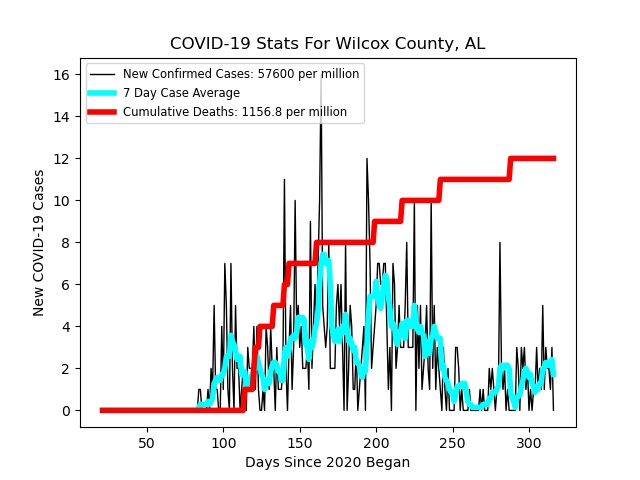 COVID-19 Stats For Wilcox County, AL
New Confirmed Cases: 57600 per million
7 Day Case Average
Cumulative Deaths: 1156.8 per million
New COVID-19 Cases
16
14
12
10
8
6
4
2
0
50
100
150
200
250
300
Days Since 2020 Began